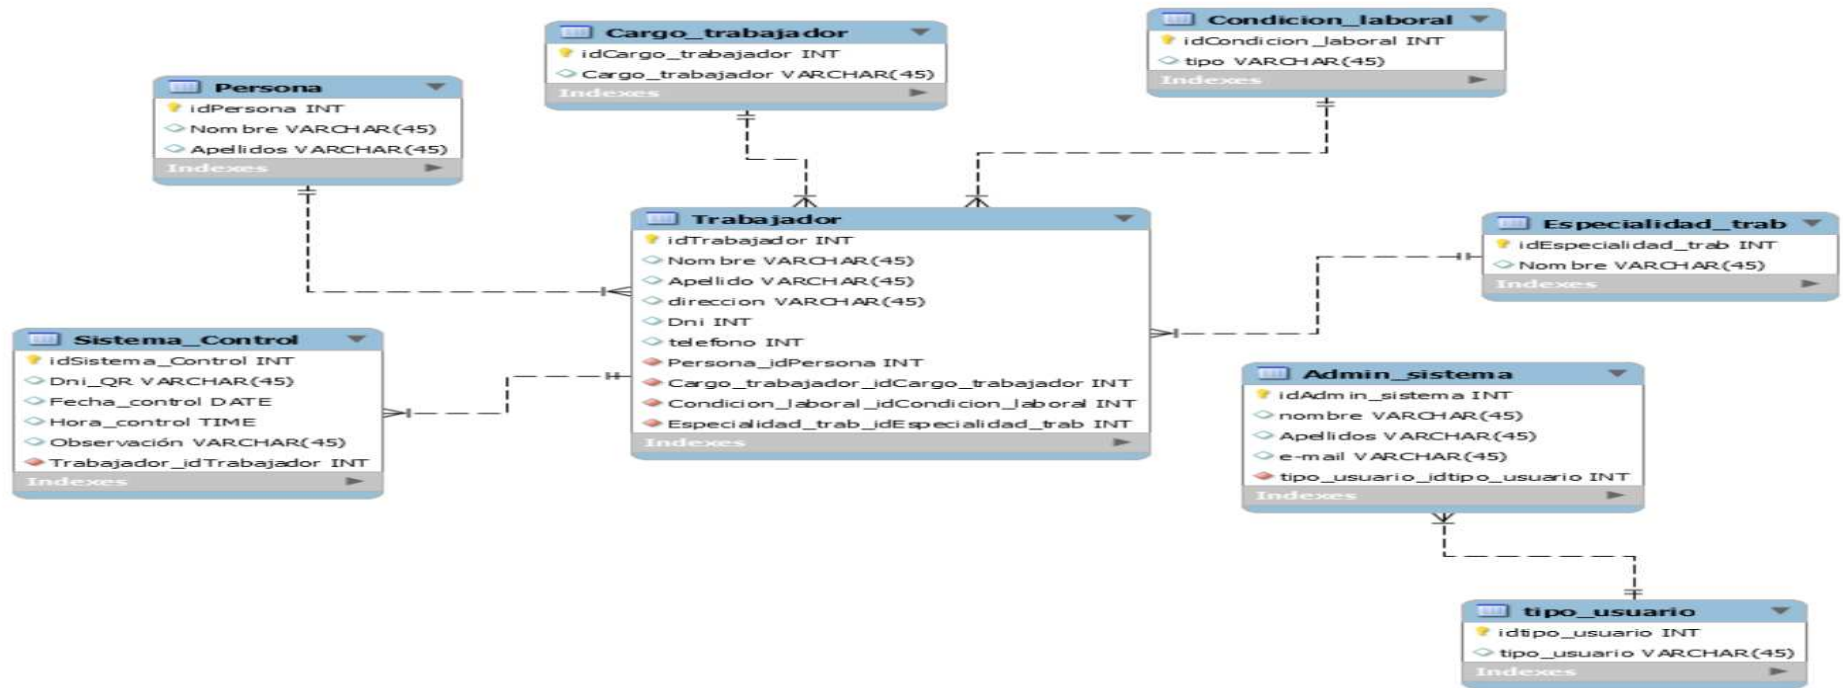 Persona
idPersona INT
Nombre VARCHAR(45)
Apellidos VARCHAR(45)
Indexes
Cargo_trabajador
idCargo_trabajador INT
Cargo_trabajador VARCHAR(45)
Indexes
Condicion_laboral
idCondicion_laboral INT
tipo VARCHAR(45)
Indexes
Trabajador
idTrabajador INT
Nombre VARCHAR(45)
Apellido VARCHAR(45)
direccion VARCHAR(45)
Dni INT
telefono INT
Persona_idPersona INT
Cargo_trabajador_idCargo_trabajador INT
Condicion_laboral_idCondicion_laboral INT
Especialidad_trab_idEspecialidad_trab INT
Indexes
Especialidad_trab
idEspecialidad_trab INT
Nombre VARCHAR(45)
Indexes
Sistema_Control
idSistema_Control INT
Dni_QR VARCHAR(45)
Fecha_control DATE
Hora_control TIME
Observación VARCHAR(45)
Trabajador_idTrabajador INT
Indexes
Admin_sistema
idAdmin_sistema INT
nombre VARCHAR(45)
Apellidos VARCHAR(45)
e-mail VARCHAR(45)
tipo_usuario_idtipo_usuario INT
Indexes
tipo_usuario
idtipo_usuario INT
tipo_usuario VARCHAR(45)
Indexes